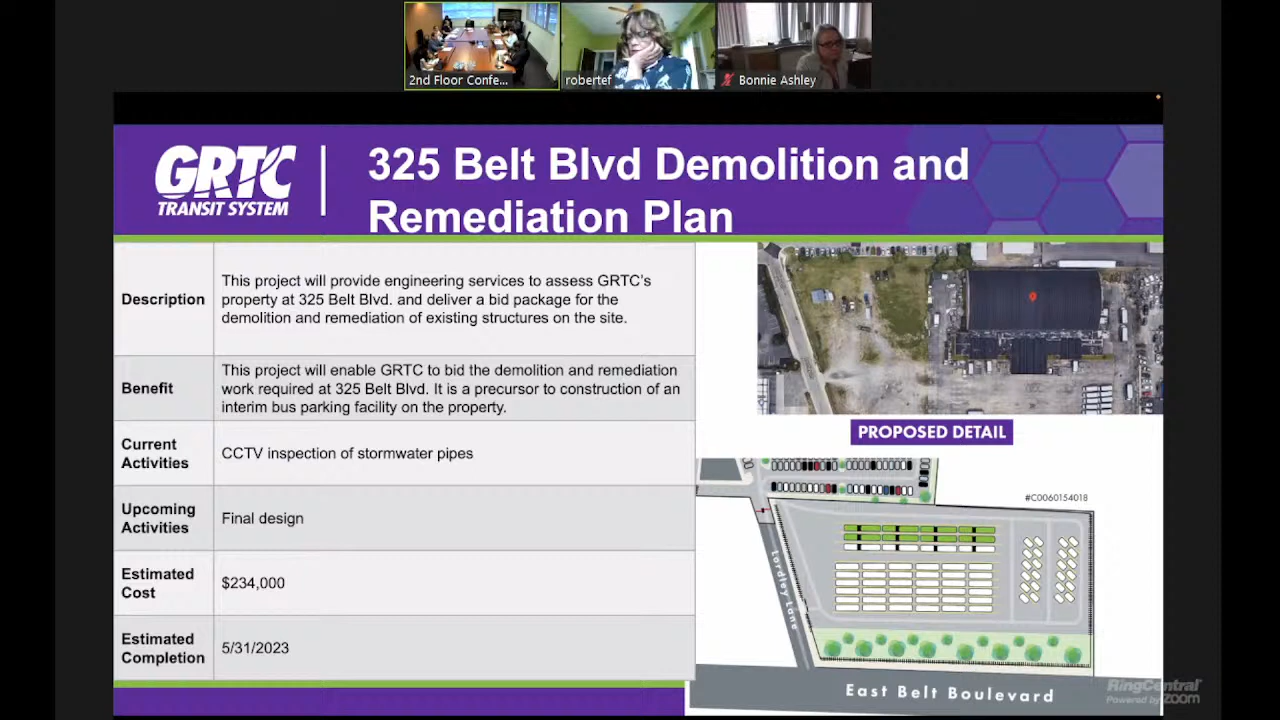 2nd Floor Confe...
robertef
Bonnie Ashley
GRTC
TRANSIT SYSTEM
325 Belt Blvd Demolition and
Remediation Plan
Description
This project will provide engineering services to assess GRTC's
property at 325 Belt Blvd. and deliver a bid package for the
demolition and remediation of existing structures on the site.
Benefit
This project will enable GRTC to bid the demolition and remediation
work required at 325 Belt Blvd. It is a precursor to construction of an
interim bus parking facility on the property.
Current
Activities
CCTV inspection of stormwater pipes
Upcoming
Activities
Final design
Estimated
Cost
$234,000
Estimated
Completion
5/31/2023
PROPOSED DETAIL
#C0060154018
Lordley Lane
East Belt Boulevard
RingCentral
Powered by zoom